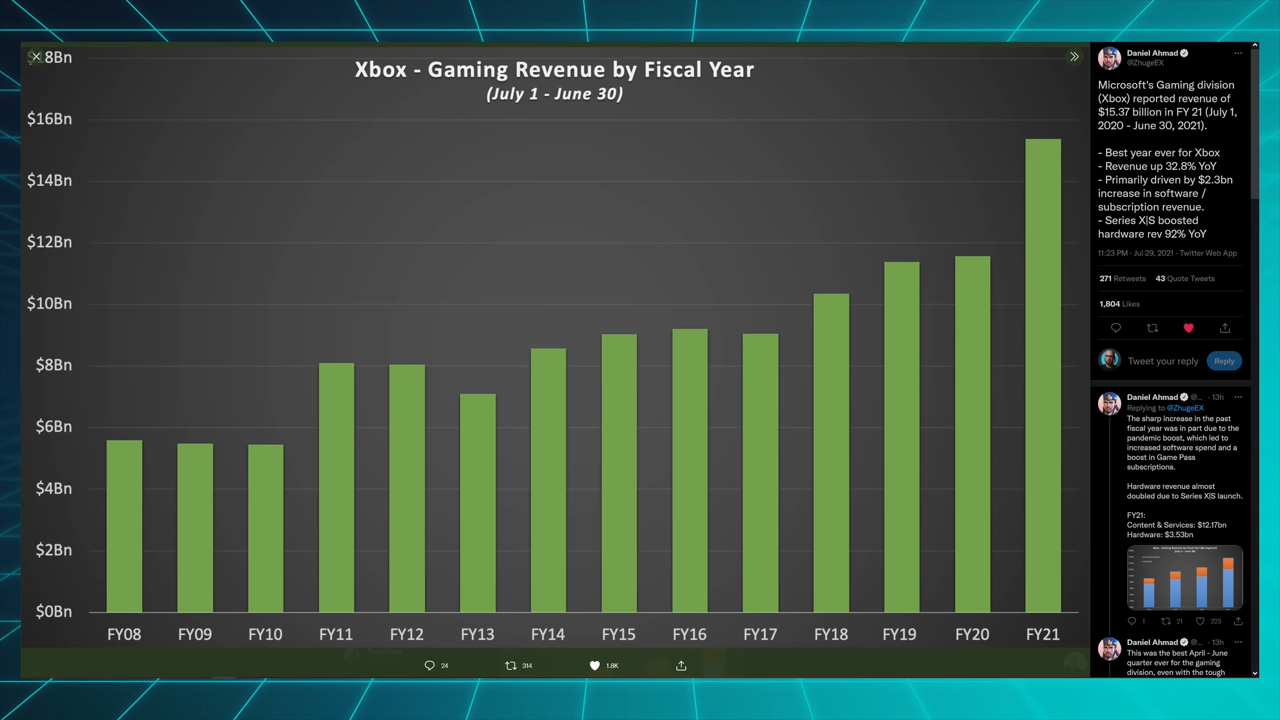 8Bn
Xbox - Gaming Revenue by Fiscal Year
(July 1 - June 30)
$16Bn
$14Bn
$12Bn
$10Bn
$8Bn
$6Bn
$4Bn
$2Bn
$0Bn
FY08 FY09 FY10 FY11 FY12 FY13 FY14 FY15 FY16 FY17 FY18 FY19 FY20 FY21
24 314 1.8K
Daniel Ahmad
@ZhugeEX
Microsoft's Gaming division
(Xbox) reported revenue of
$15.37 billion in FY 21 (July 1,
2020 - June 30, 2021).
- Best year ever for Xbox
- Revenue up 32.8% YoY
- Primarily driven by $2.3bn
increase in software /
subscription revenue.
- Series X|S boosted
hardware rev 92% YoY
11:23 PM · Jul 29, 2021 · Twitter Web App
271 Retweets 43 Quote Tweets
1,804 Likes
Tweet your reply Reply
Daniel Ahmad @... · 13h
Replying to @ZhugeEX
The sharp increase in the past
fiscal year was in part due to the
pandemic boost, which led to
increased software spend and a
boost in Game Pass
subscriptions.
Hardware revenue almost
doubled due to Series X|S launch.
FY21:
Content & Services: $12.17bn
Hardware: $3.53bn
1 21 223
Daniel Ahmad @... · 13h
This was the best April - June
quarter ever for the gaming
division, even with the tough